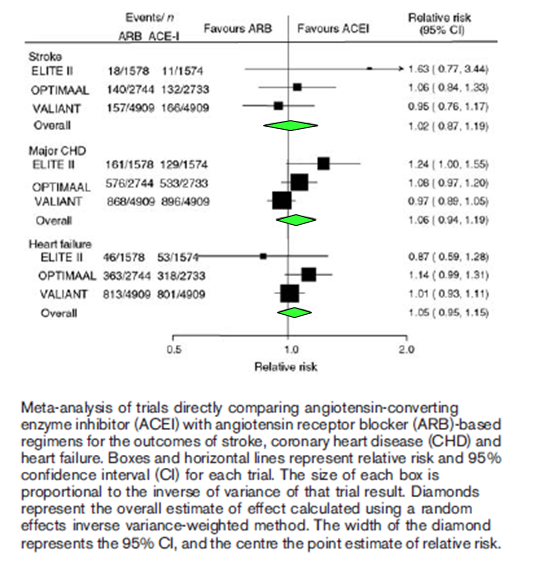 Events/ n
Relative risk
ARB ACE-I Favours ARB Favours ACEI (95% CI)
Stroke
ELITE II 18/1578 11/1574 1.63 ( 0.77, 3.44)
OPTIMAAL 140/2744 132/2733 1.06 ( 0.84, 1.33)
VALIANT 157/4909 166/4909 0.95 ( 0.76, 1.17)
Overall 1.02 ( 0.87, 1.19)
Major CHD
ELITE II 161/1578 129/1574 1.24 ( 1.00, 1.55)
OPTIMAAL 576/2744 533/2733 1.08 ( 0.97, 1.20)
VALIANT 868/4909 896/4909 0.97 ( 0.89, 1.05)
Overall 1.06 ( 0.94, 1.19)
Heart failure
ELITE II 46/1578 53/1574 0.87 ( 0.59, 1.28)
OPTIMAAL 363/2744 318/2733 1.14 ( 0.99, 1.31)
VALIANT 813/4909 801/4909 1.01 ( 0.93, 1.11)
Overall 1.05 ( 0.95, 1.15)
0.5 1.0 2.0
Relative risk
Meta-analysis of trials directly comparing angiotensin-converting
enzyme inhibitor (ACEI) with angiotensin receptor blocker (ARB)-based
regimens for the outcomes of stroke, coronary heart disease (CHD) and
heart failure. Boxes and horizontal lines represent relative risk and 95%
confidence interval (CI) for each trial. The size of each box is
proportional to the inverse of variance of that trial result. Diamonds
represent the overall estimate of effect calculated using a random
effects inverse variance-weighted method. The width of the diamond
represents the 95% CI, and the centre the point estimate of relative risk.